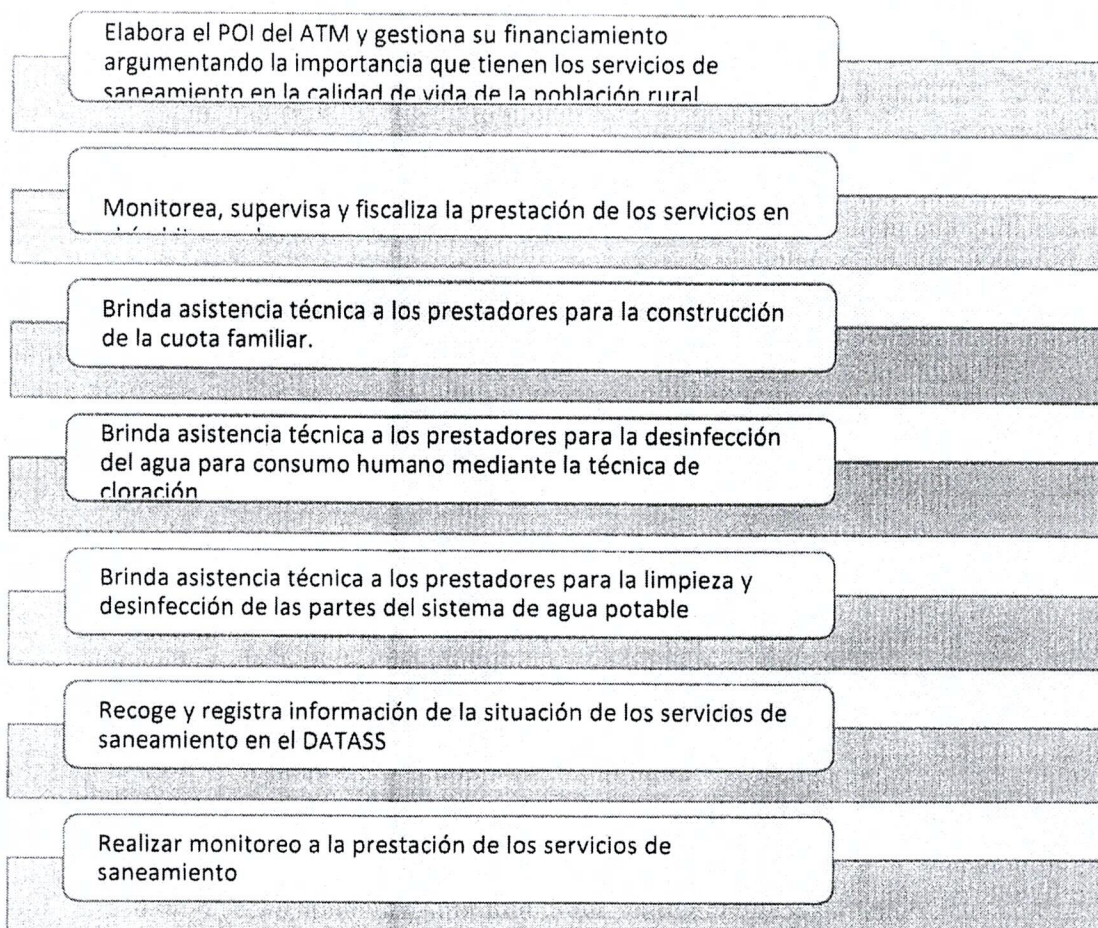 Elabora el POI del ATM y gestiona su financiamiento
argumentando la importancia que tienen los servicios de
saneamiento en la calidad de vida de la población rural
Monitorea, supervisa y fiscaliza la prestación de los servicios en
Brinda asistencia técnica a los prestadores para la construcción
de la cuota familiar.
Brinda asistencia técnica a los prestadores para la desinfección
del agua para consumo humano mediante la técnica de
cloración
Brinda asistencia técnica a los prestadores para la limpieza y
desinfección de las partes del sistema de agua potable
Recoge y registra información de la situación de los servicios de
saneamiento en el DATASS
Realizar monitoreo a la prestación de los servicios de
saneamiento